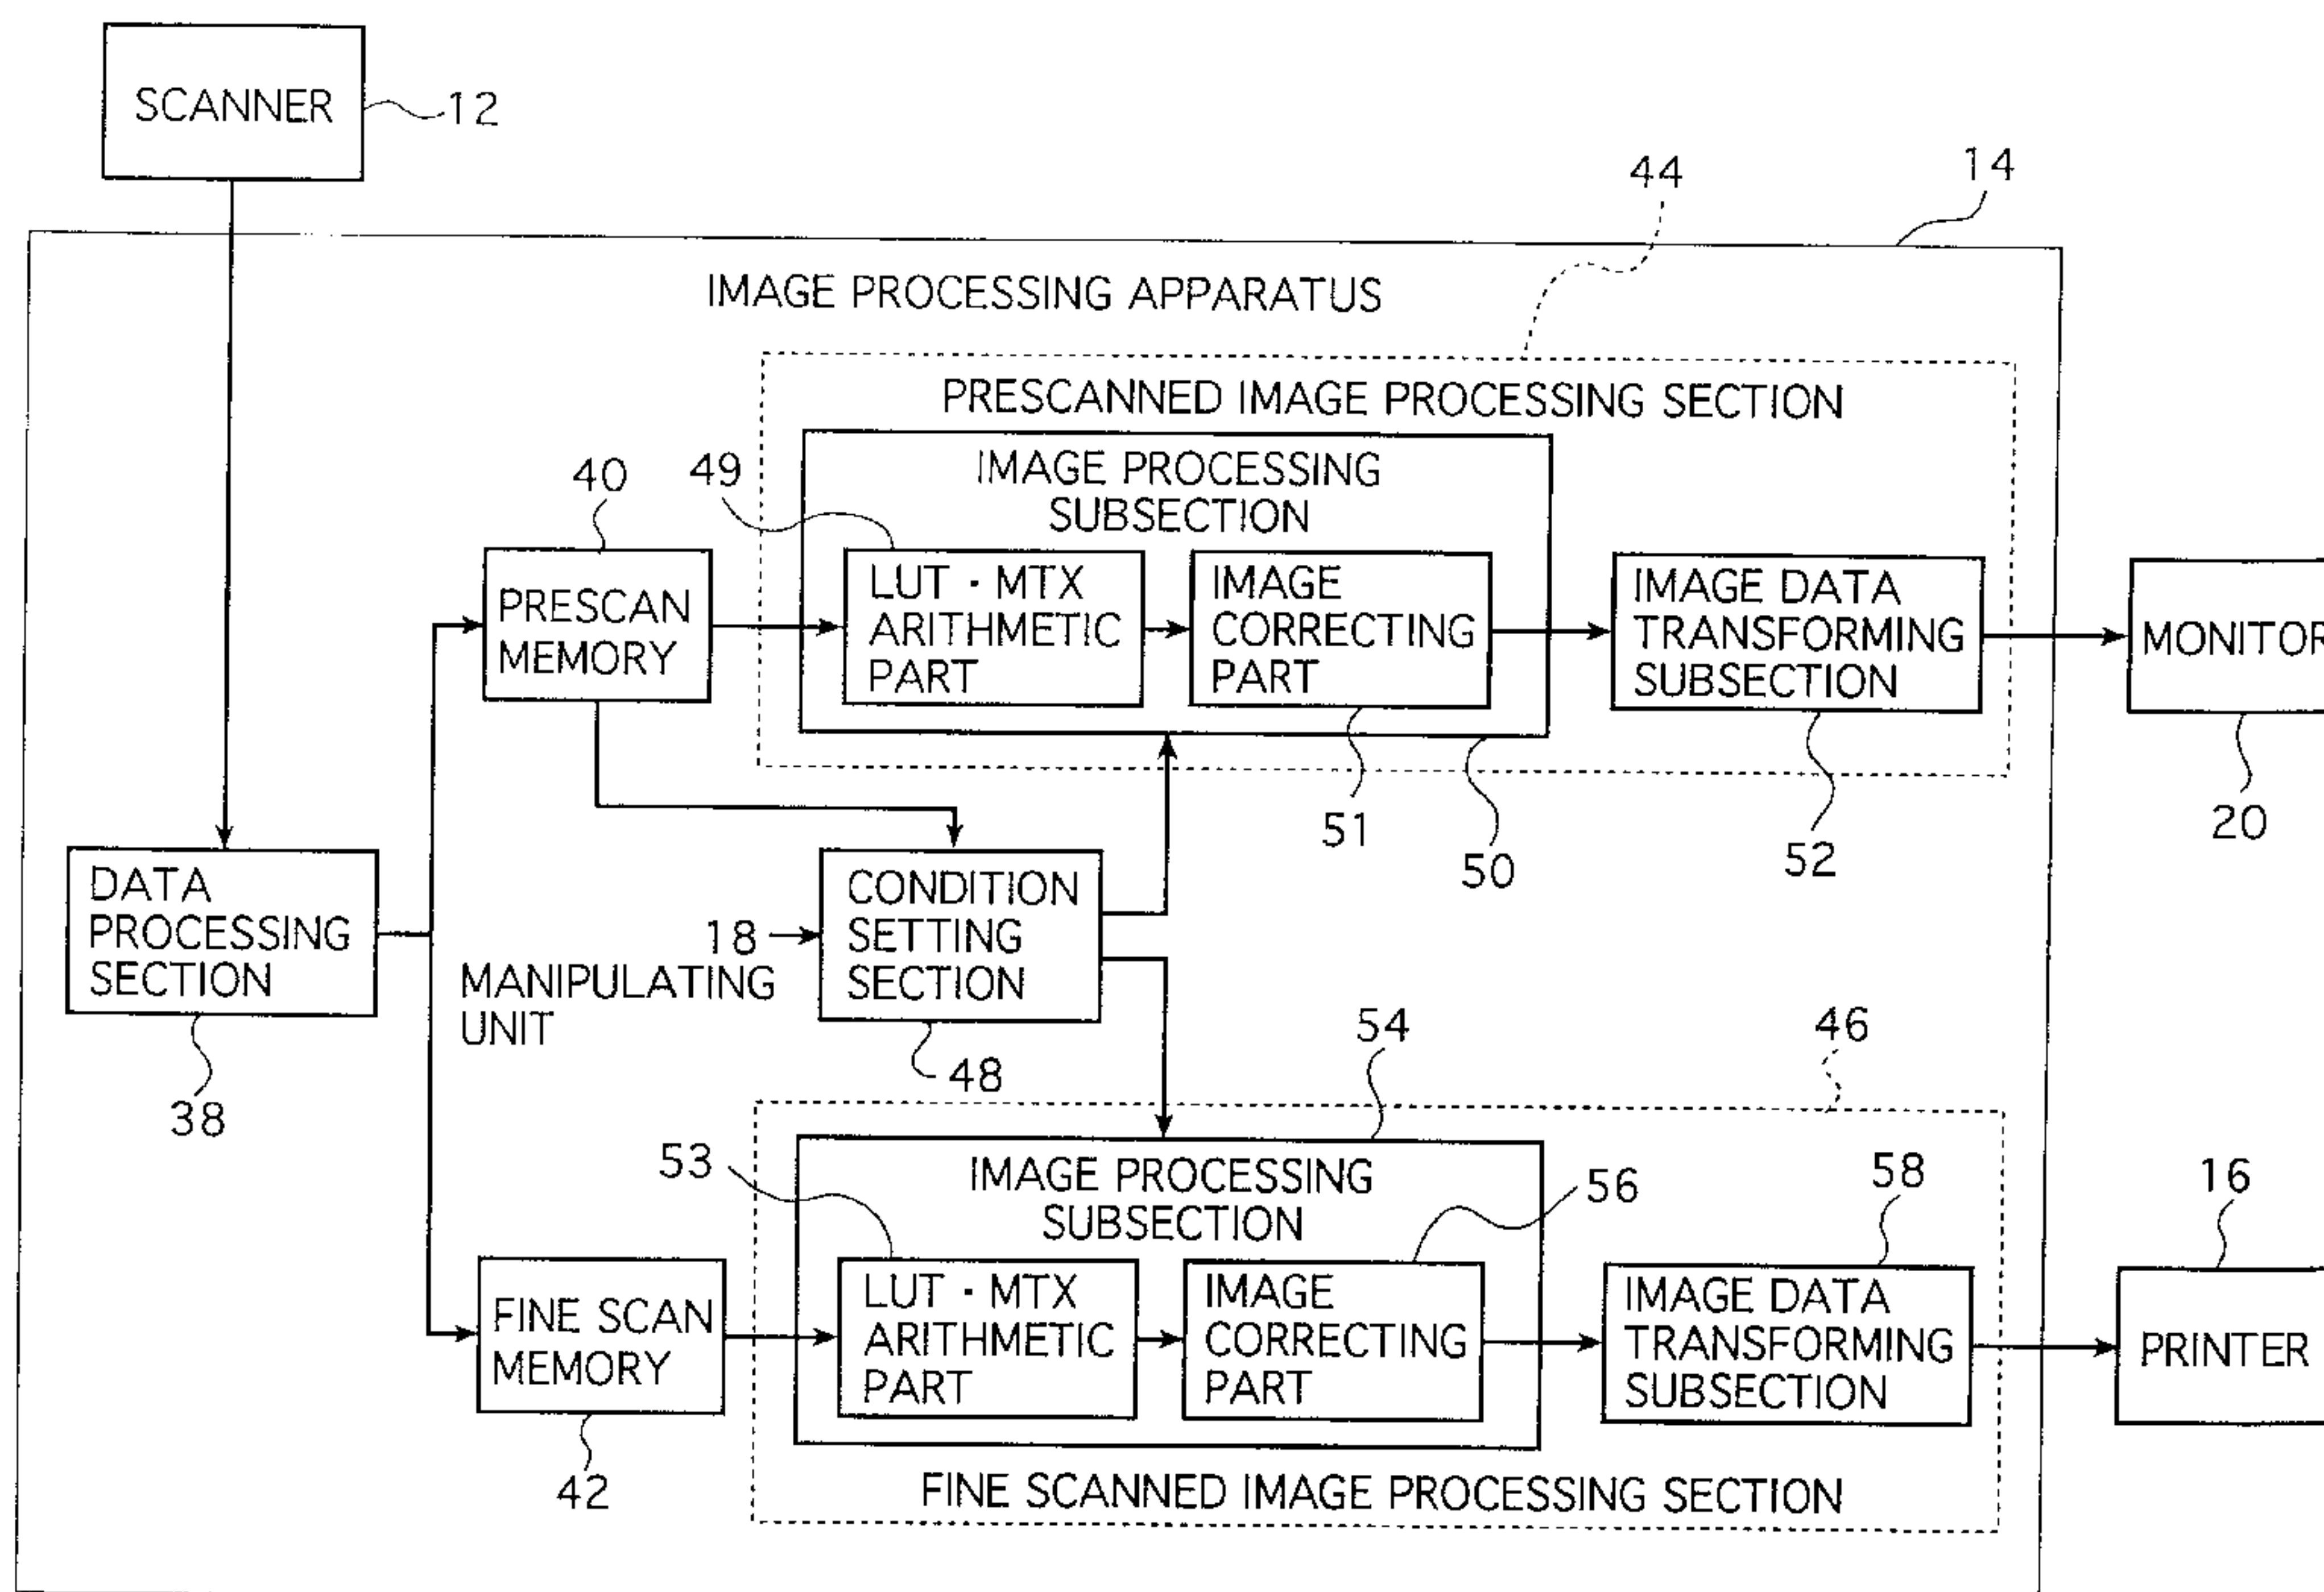 SCANNER
12
44
14
IMAGE PROCESSING APPARATUS
PRESCANNED IMAGE PROCESSING SECTION
49
IMAGE PROCESSING
SUBSECTION
40
PRESCAN
MEMORY
LUT · MTX
ARITHMETIC
PART
IMAGE
CORRECTING
PART
IMAGE DATA
TRANSFORMING
SUBSECTION
MONITOR
51
50
52
20
DATA
PROCESSING
SECTION
38
18
MANIPULATING
UNIT
CONDITION
SETTING
SECTION
48
54
46
53
IMAGE PROCESSING
SUBSECTION
56
58
16
FINE SCAN
MEMORY
42
LUT · MTX
ARITHMETIC
PART
IMAGE
CORRECTING
PART
IMAGE DATA
TRANSFORMING
SUBSECTION
PRINTER
FINE SCANNED IMAGE PROCESSING SECTION